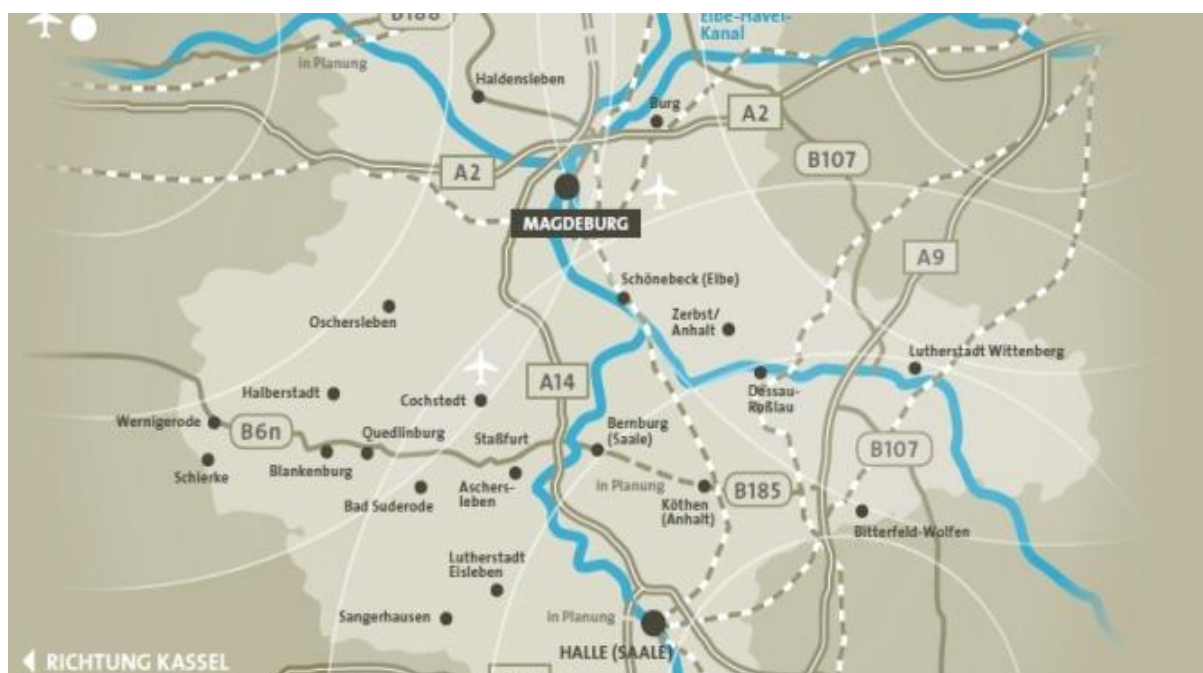 B188
Elbe-Havel-
Kanal
in Planung
Haldensleben
Burg
A2
A2
B107
MAGDEBURG
A9
Schönebeck (Elbe)
Zerbst/
Anhalt
Oschersleben
Lutherstadt Wittenberg
A14
Halberstadt
Cochstedt
Dessau-
Roßlau
Wernigerode
B6n
Quedlinburg
Staßfurt
Bernburg
(Saale)
B107
Schierke
Blankenburg
Bad Suderode
Aschers-
leben
in Planung
Köthen
(Anhalt)
B185
Bitterfeld-Wolfen
Lutherstadt
Eisleben
Sangerhausen
in Planung
HALLE (SAALE)
RICHTUNG KASSEL